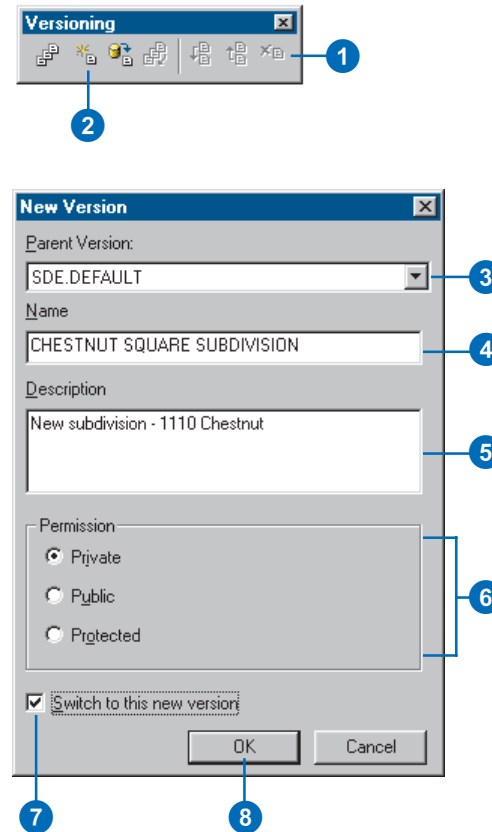 Versioning
1
2
New Version
Parent Version:
SDE.DEFAULT
3
Name
CHESTNUT SQUARE SUBDIVISION
4
Description
New subdivision - 1110 Chestnut
5
Permission
Private
Public
6
Protected
Switch to this new version
OK Cancel
7 8